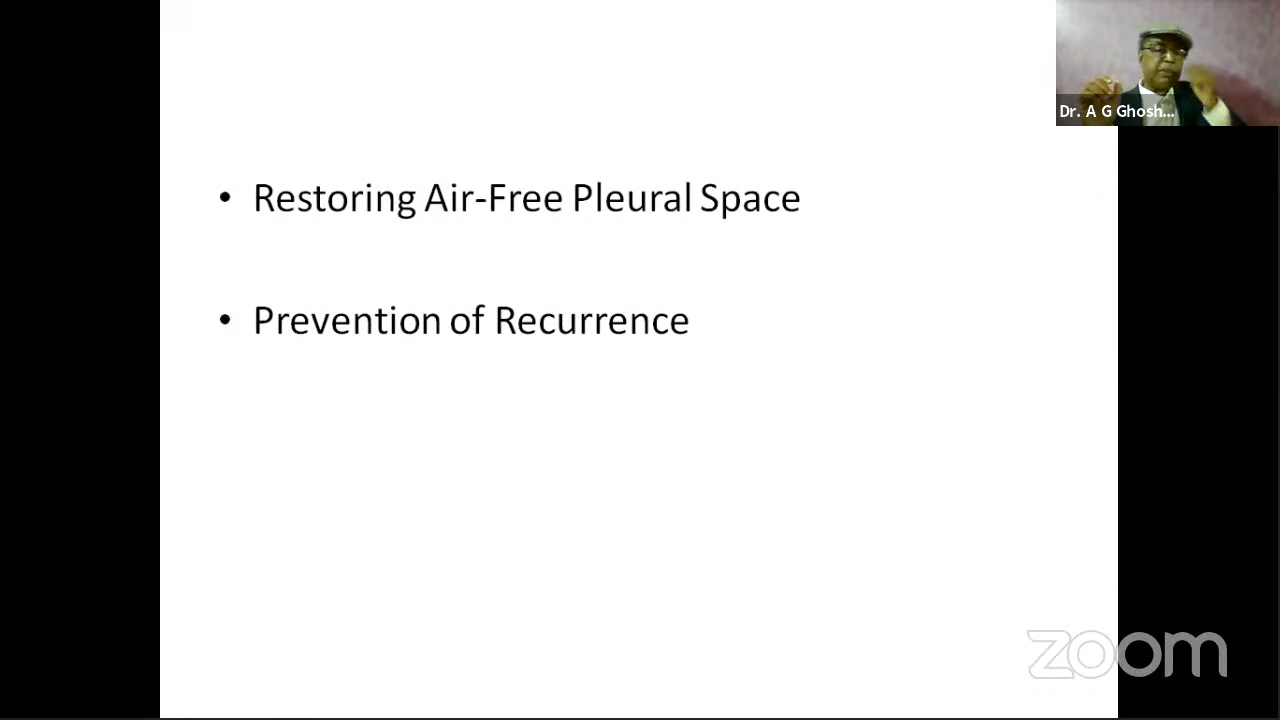 Dr. A G Ghosh...
• Restoring Air-Free Pleural Space
• Prevention of Recurrence
zoom